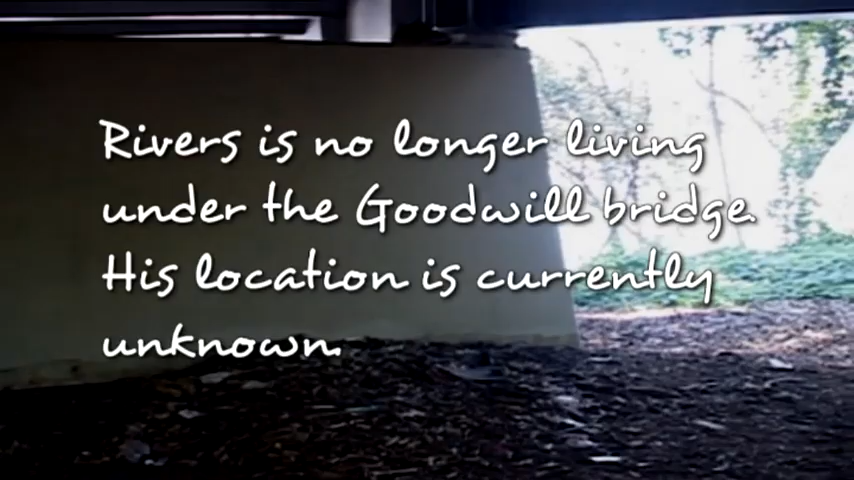 Rivers is no longer living
under the Goodwill bridge.
His location is currently
unknown.